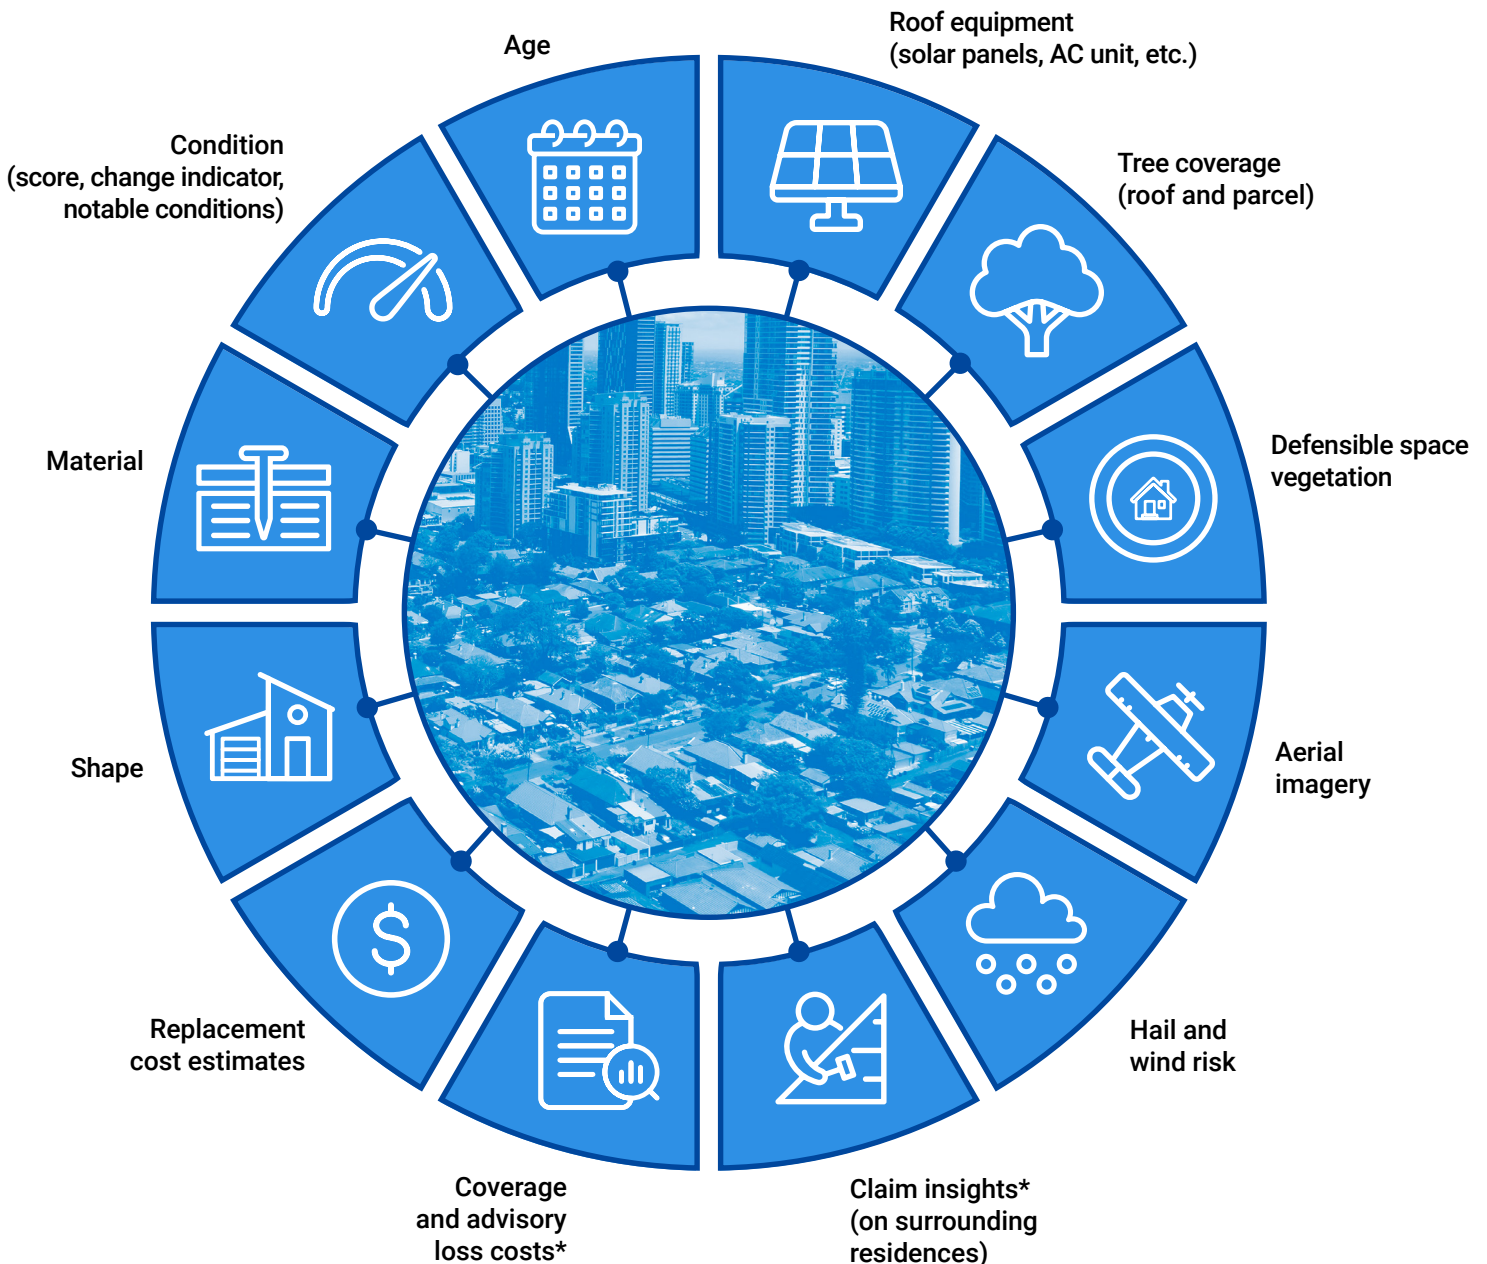 Age
Roof equipment
(solar panels, AC unit, etc.)
Condition
(score, change indicator,
notable conditions)
Tree coverage
(roof and parcel)
Material
Defensible space
vegetation
Shape
Aerial
imagery
Replacement
cost estimates
Hail and
wind risk
Coverage
and advisory
loss costs*
Claim insights*
(on surrounding
residences)